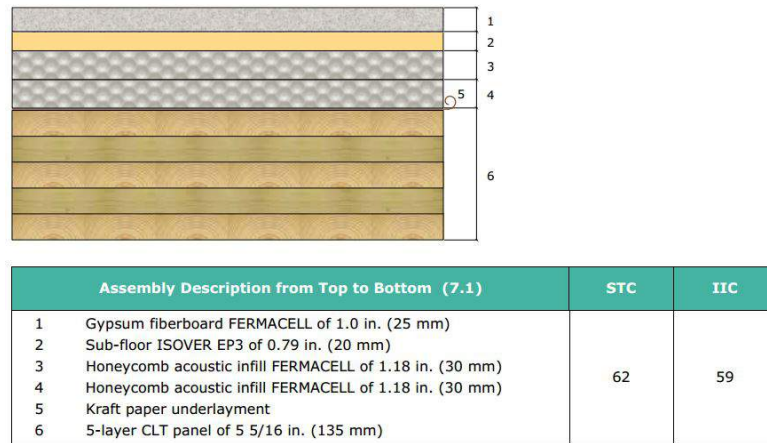 1
2
3
5 4
6
Assembly Description from Top to Bottom (7.1) STC IIC
1 Gypsum fiberboard FERMACELL of 1.0 in. (25 mm)
2 Sub-floor ISOVER EP3 of 0.79 in. (20 mm)
3 Honeycomb acoustic infill FERMACELL of 1.18 in. (30 mm)
4 Honeycomb acoustic infill FERMACELL of 1.18 in. (30 mm)
5 Kraft paper underlayment
6 5-layer CLT panel of 5 5/16 in. (135 mm)
62 59